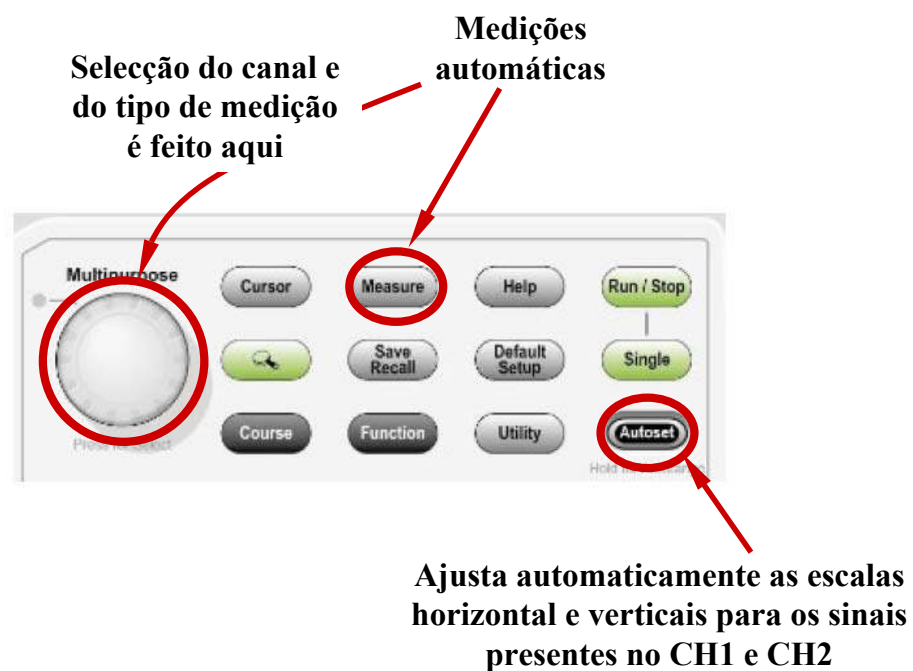 Medições
automáticas
Selecção do canal e
do tipo de medição
é feito aqui
Multipurpose
Cursor
Measure
Help
Run / Stop
Save
Recall
Default
Setup
Single
Course
Function
Utility
Autoset
Ajusta automaticamente as escalas
horizontal e verticais para os sinais
presentes no CH1 e CH2